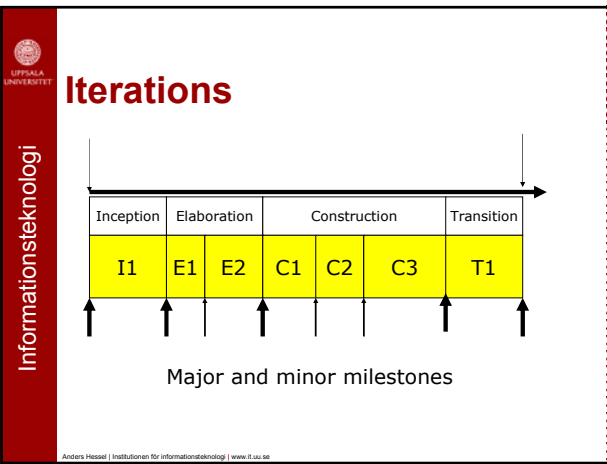 UPPSALA
UNIVERSITET
Informationsteknologi
Iterations
Inception Elaboration Construction Transition
I1 E1 E2 C1 C2 C3 T1
Major and minor milestones
Anders Hessel | Institutionen för informationsteknologi | www.it.uu.se